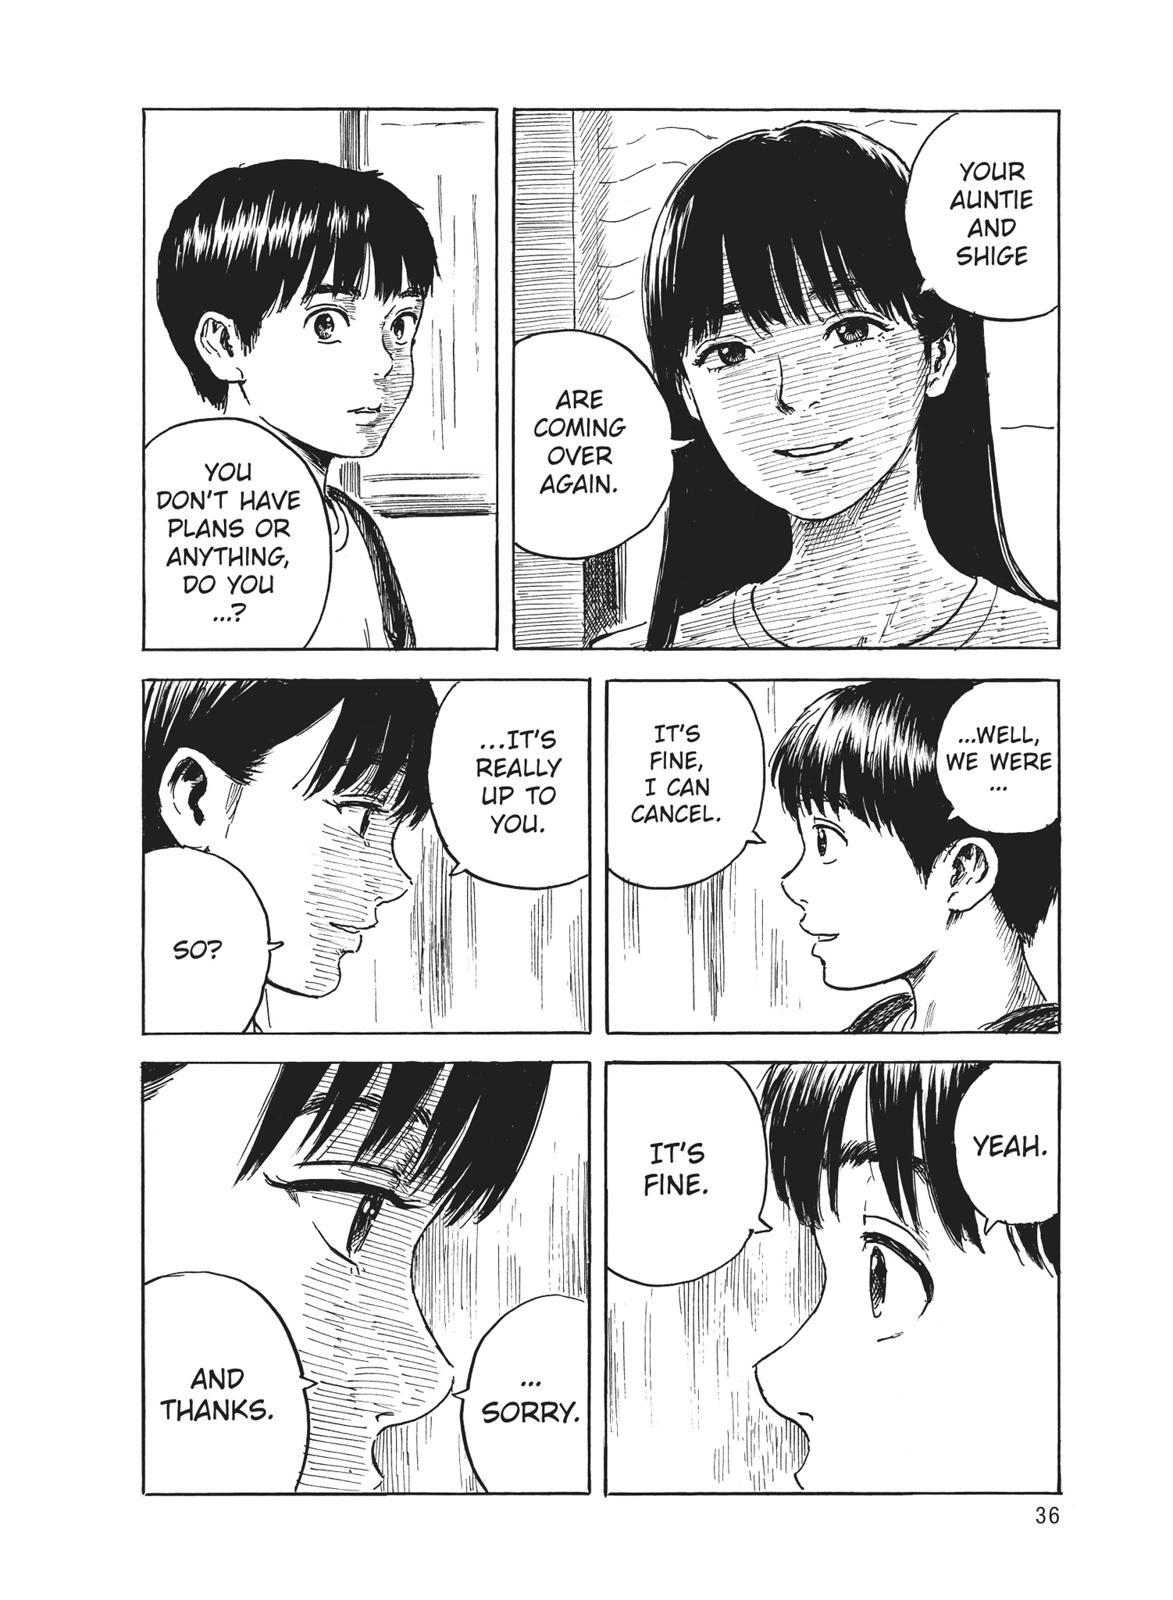 YOUR
AUNTIE
AND
SHIGE
ARE
COMING
OVER
AGAIN.
YOU
DON'T HAVE
PLANS OR
ANYTHING,
DO YOU
...?
...WELL,
WE WERE
...
IT'S
FINE,
I CAN
CANCEL.
...IT'S
REALLY
UP TO
YOU.
SO?
YEAH.
IT'S
FINE.
...
SORRY.
AND
THANKS.
36